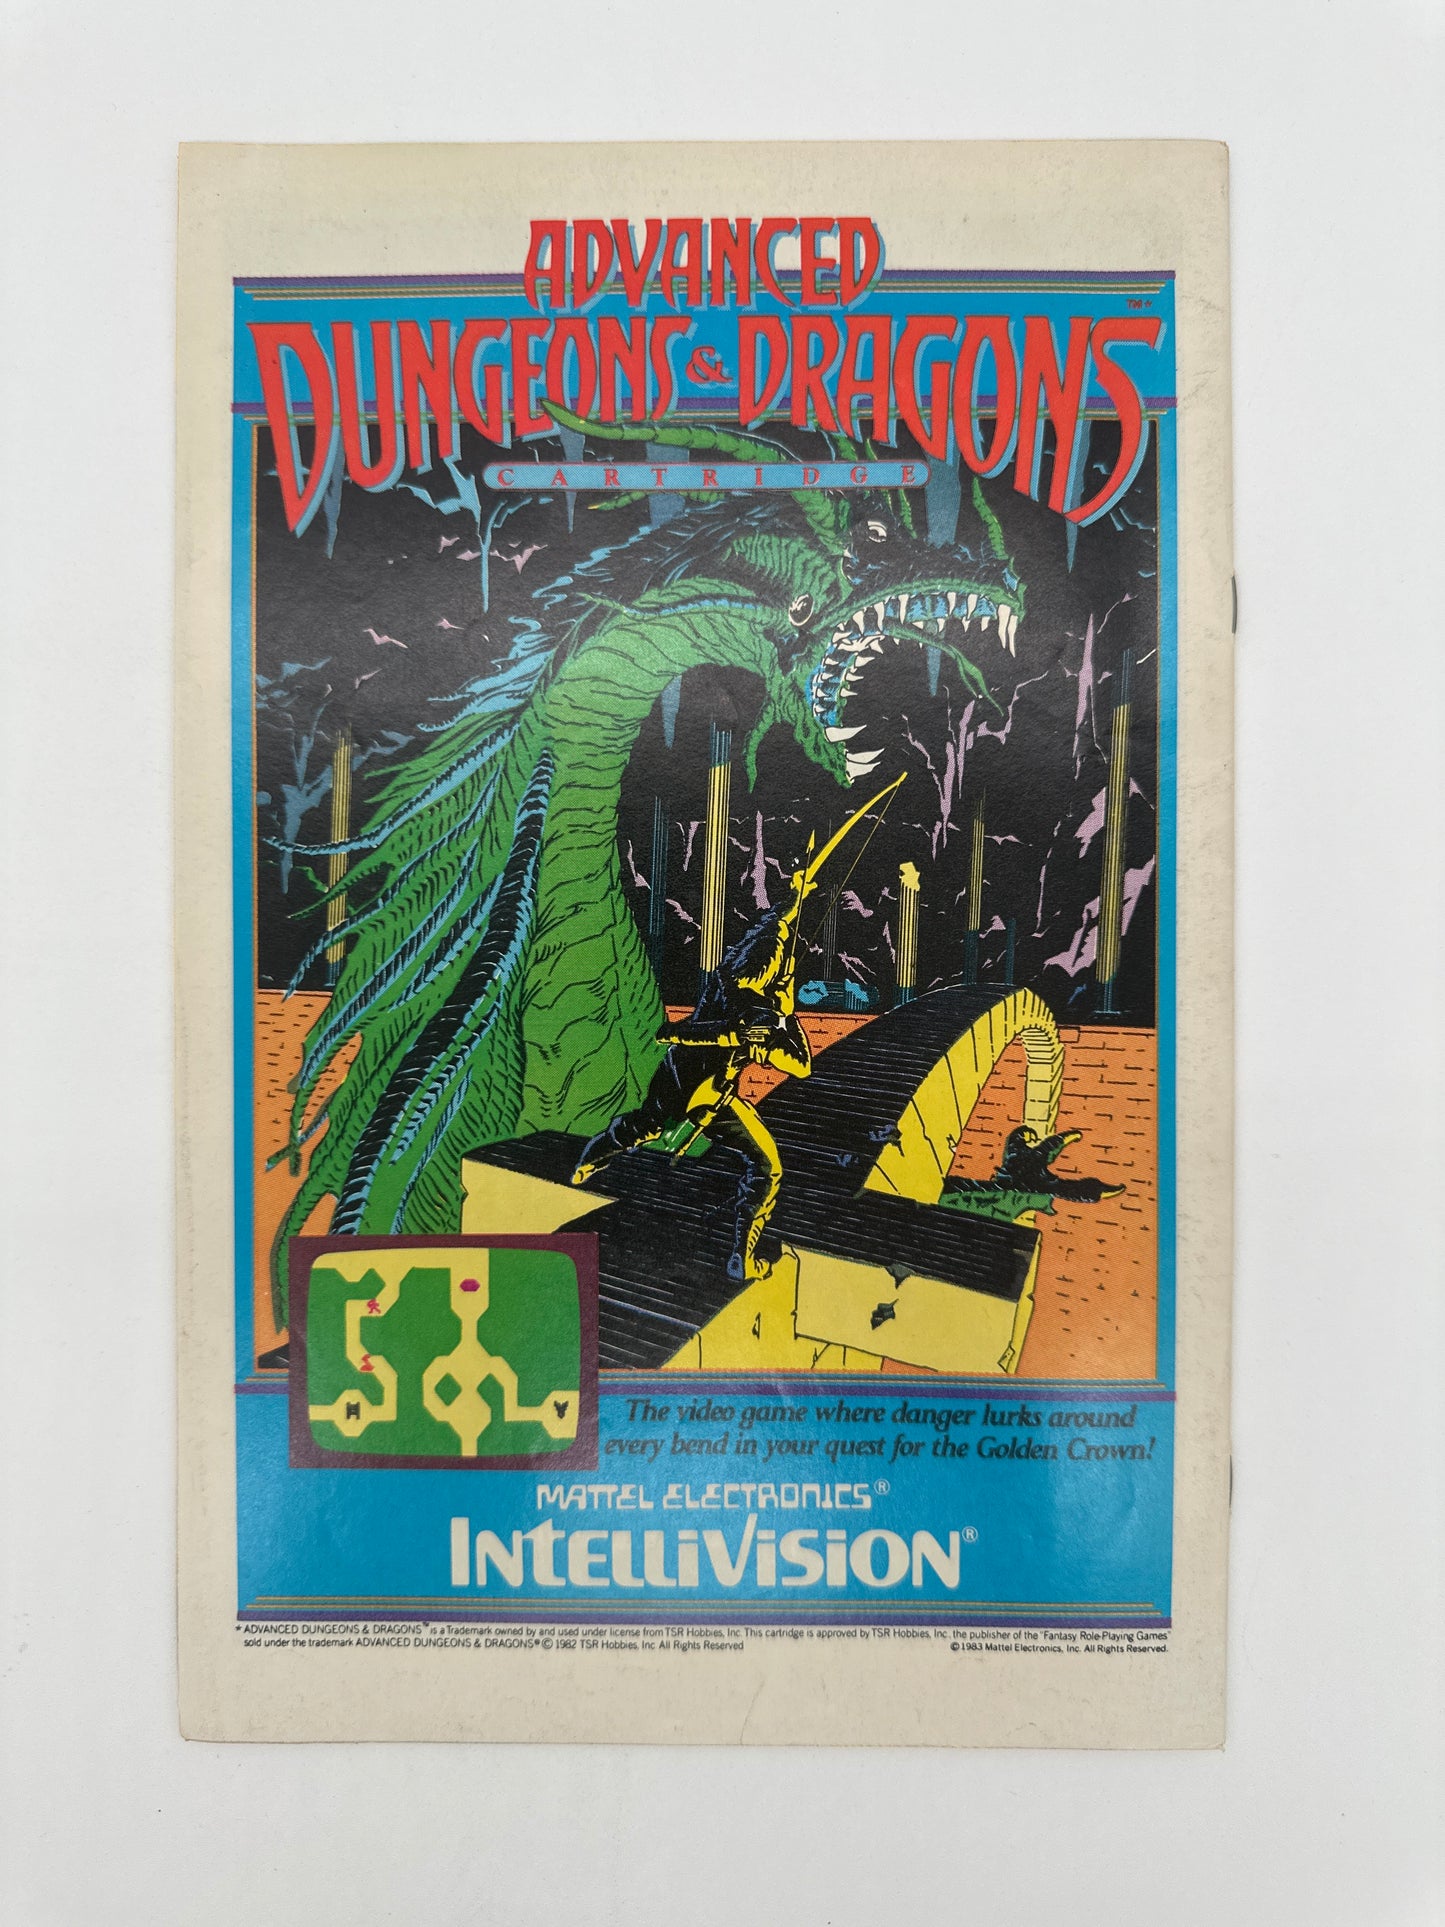 ADVANCED
DUNGEONS & DRAGONS™*
CARTRIDGE
The video game where danger lurks around
every bend in your quest for the Golden Crown!
MATTEL ELECTRONICS®
INTELLIVISION®
* ADVANCED DUNGEONS & DRAGONS™ is a Trademark owned by and used under license from TSR Hobbies, Inc. This cartridge is approved by TSR Hobbies, Inc., the publisher of the "Fantasy Role-Playing Games"
sold under the trademark ADVANCED DUNGEONS & DRAGONS® © 1982 TSR Hobbies, Inc. All Rights Reserved
© 1983 Mattel Electronics, Inc. All Rights Reserved.